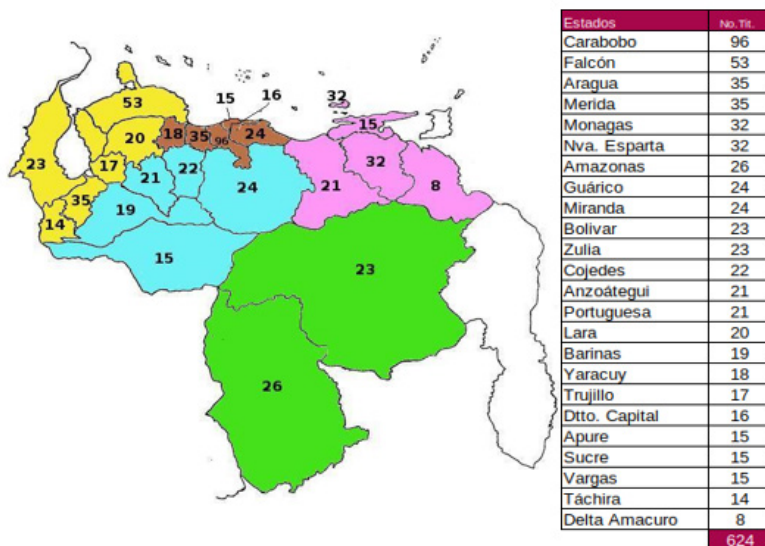 15
16
32
53
20
18
35
96
24
15
23
17
21
22
32
35
24
21
8
19
14
15
23
26
Estados No.Tit.
Carabobo 96
Falcón 53
Aragua 35
Merida 35
Monagas 32
Nva. Esparta 32
Amazonas 26
Guárico 24
Miranda 24
Bolivar 23
Zulia 23
Cojedes 22
Anzoátegui 21
Portuguesa 21
Lara 20
Barinas 19
Yaracuy 18
Trujillo 17
Dtto. Capital 16
Apure 15
Sucre 15
Vargas 15
Táchira 14
Delta Amacuro 8
624